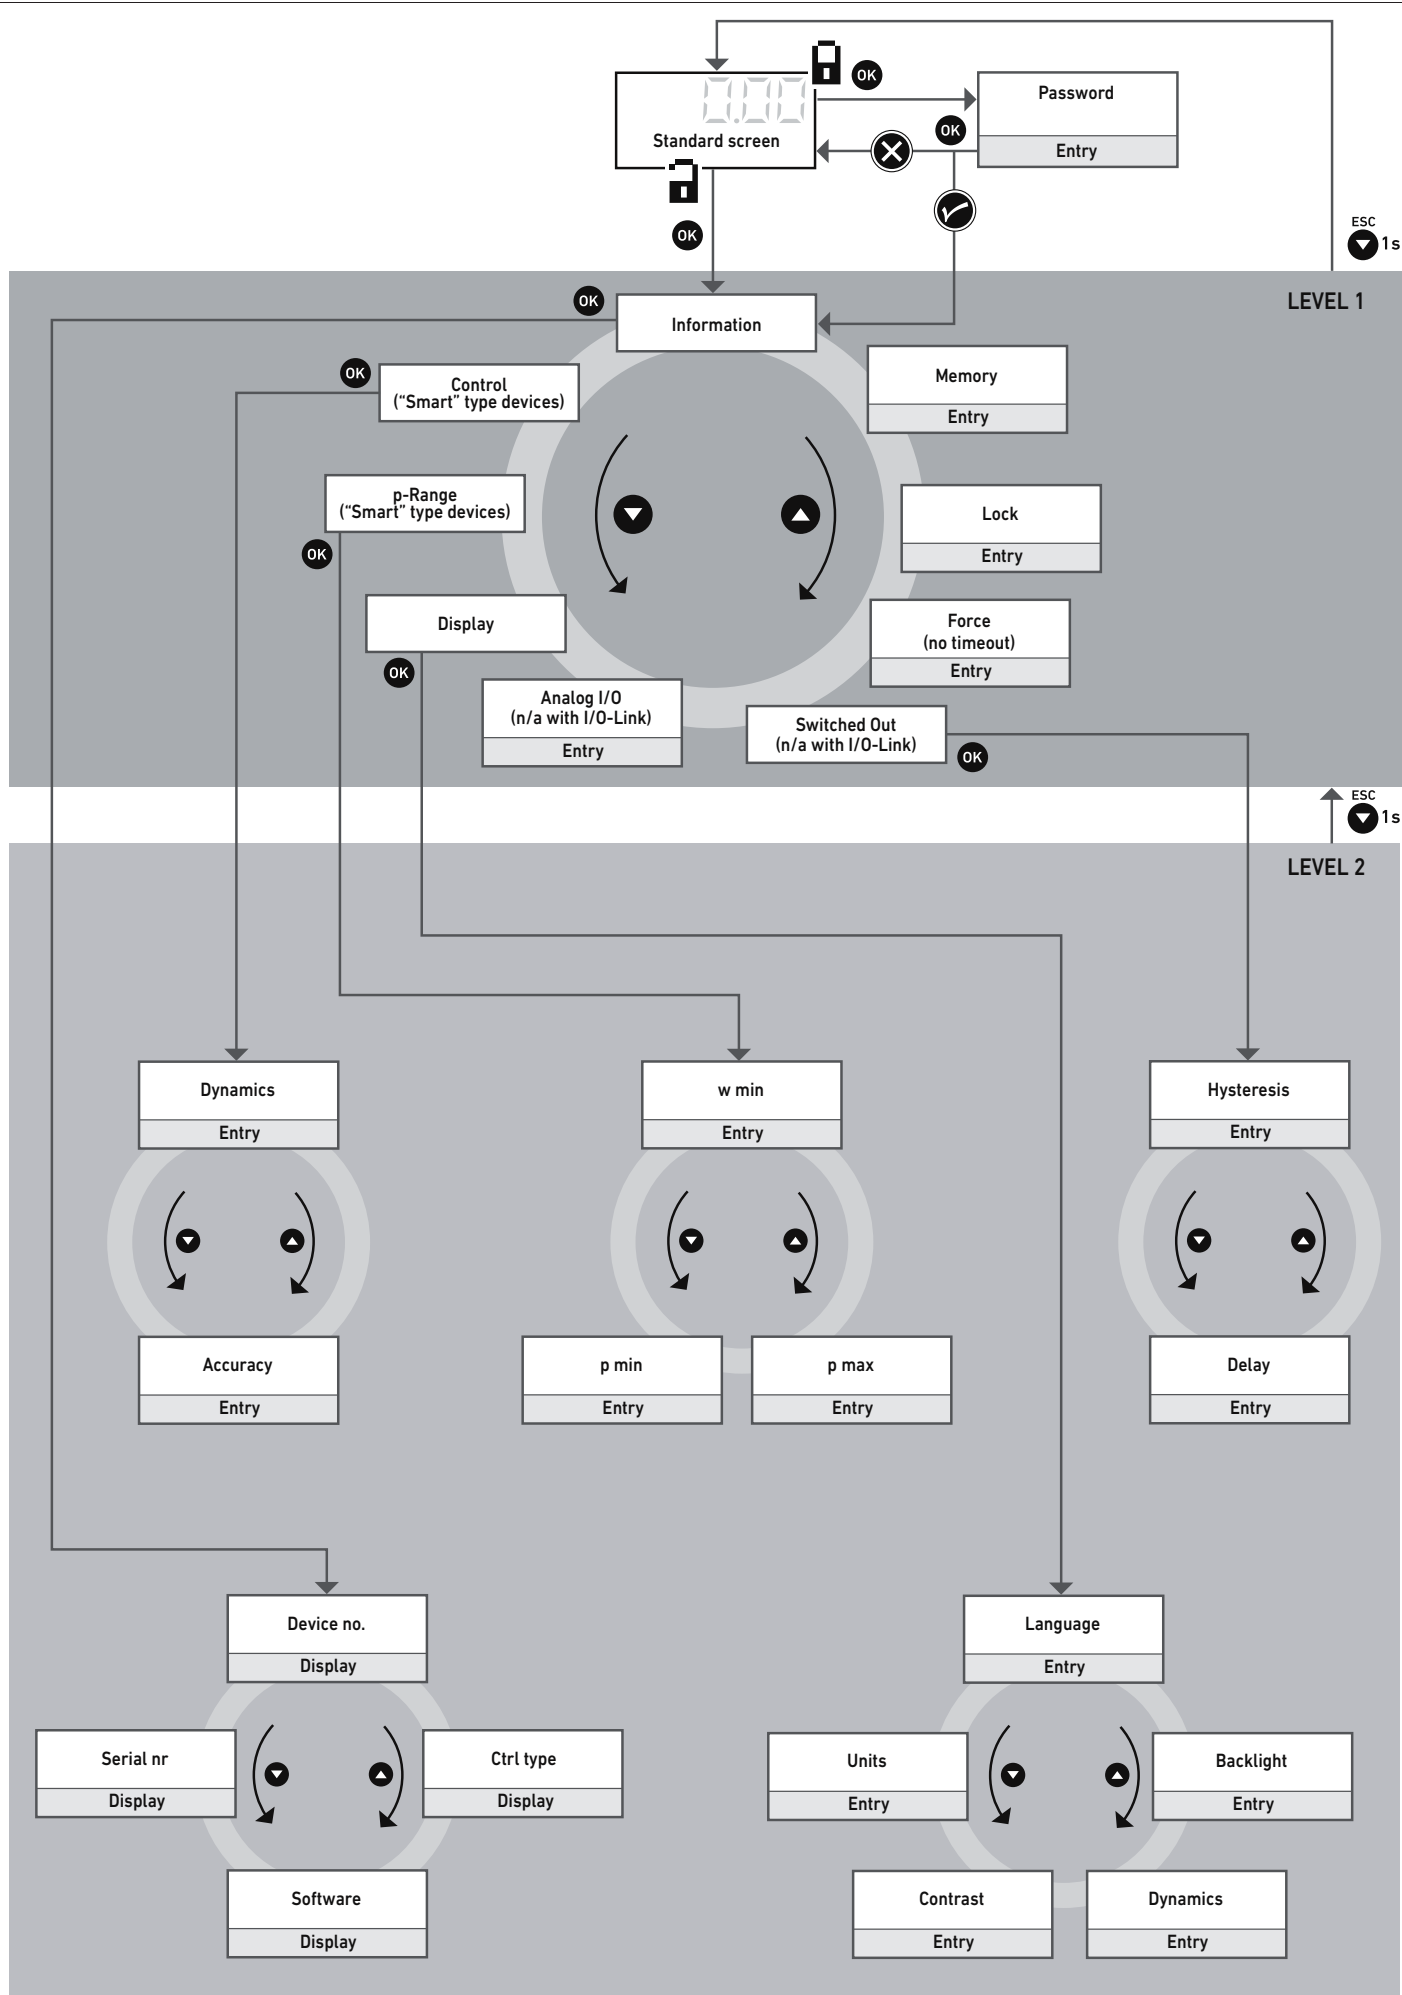 OK
0.00
Password
Standard screen
OK
Entry
OK
ESC
1s
LEVEL 1
OK
Information
OK
Control
(“Smart” type devices)
Memory
Entry
p-Range
(“Smart” type devices)
OK
Lock
Entry
Display
OK
Force
(no timeout)
Entry
Analog I/O
(n/a with I/O-Link)
Entry
Switched Out
(n/a with I/O-Link)
OK
ESC
1s
LEVEL 2
Dynamics
Entry
w min
Entry
Hysteresis
Entry
Accuracy
Entry
p min
Entry
p max
Entry
Delay
Entry
Device no.
Display
Language
Entry
Serial nr
Display
Ctrl type
Display
Units
Entry
Backlight
Entry
Software
Display
Contrast
Entry
Dynamics
Entry